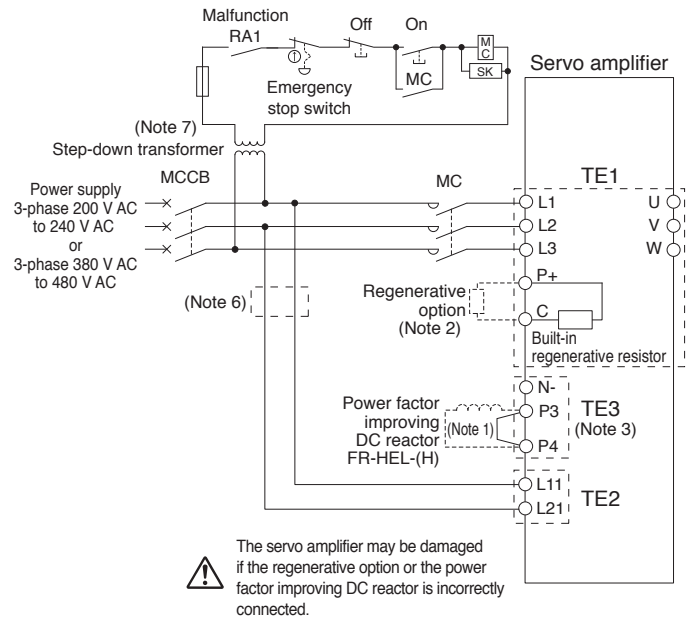 Malfunction
RA1
Off
On
MC
SK
MC
Emergency
stop switch
Servo amplifier
(Note 7)
Step-down transformer
MCCB
MC
Power supply
3-phase 200 V AC
to 240 V AC
or
3-phase 380 V AC
to 480 V AC
TE1
L1
L2
L3
U
V
W
P+
C
Regenerative
option
(Note 2)
Built-in
regenerative resistor
(Note 6)
N-
P3
P4
TE3
(Note 3)
Power factor
improving
DC reactor
FR-HEL-(H)
(Note 1)
L11
L21
TE2
The servo amplifier may be damaged
if the regenerative option or the power
factor improving DC reactor is incorrectly
connected.